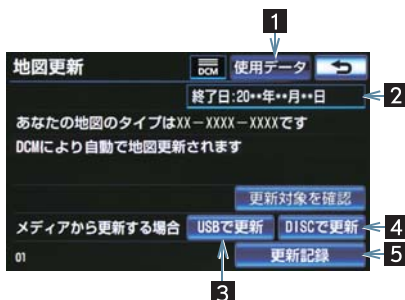 1
地図更新 DCM 使用データ
終了日:20••年••月••日 2
あなたの地図のタイプはXX－XXXX－XXXXです
DCMにより自動で地図更新されます
更新対象を確認
メディアから更新する場合 USBで更新 DISCで更新 4
01 更新記録 5
3